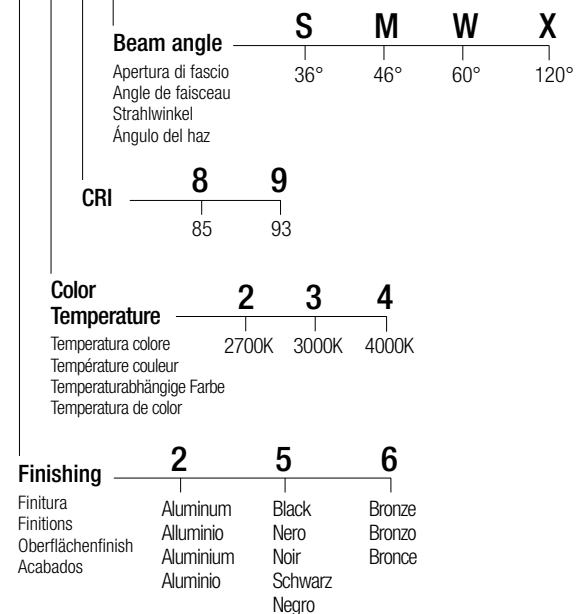 S M W X
Beam angle
36° 46° 60° 120°
Apertura di fascio
Angle de faisceau
Strahlwinkel
Ángulo del haz
8 9
CRI
85 93
Color
Temperature
2 3 4
2700K 3000K 4000K
Temperatura colore
Température couleur
Temperaturabhängige Farbe
Temperatura de color
2 5 6
Finishing
Finitura
Finitions
Oberflächenfinish
Acabados
Aluminum Black Bronze
Alluminio Nero Bronzo
Aluminium Noir Bronce
Aluminio Schwarz
Negro